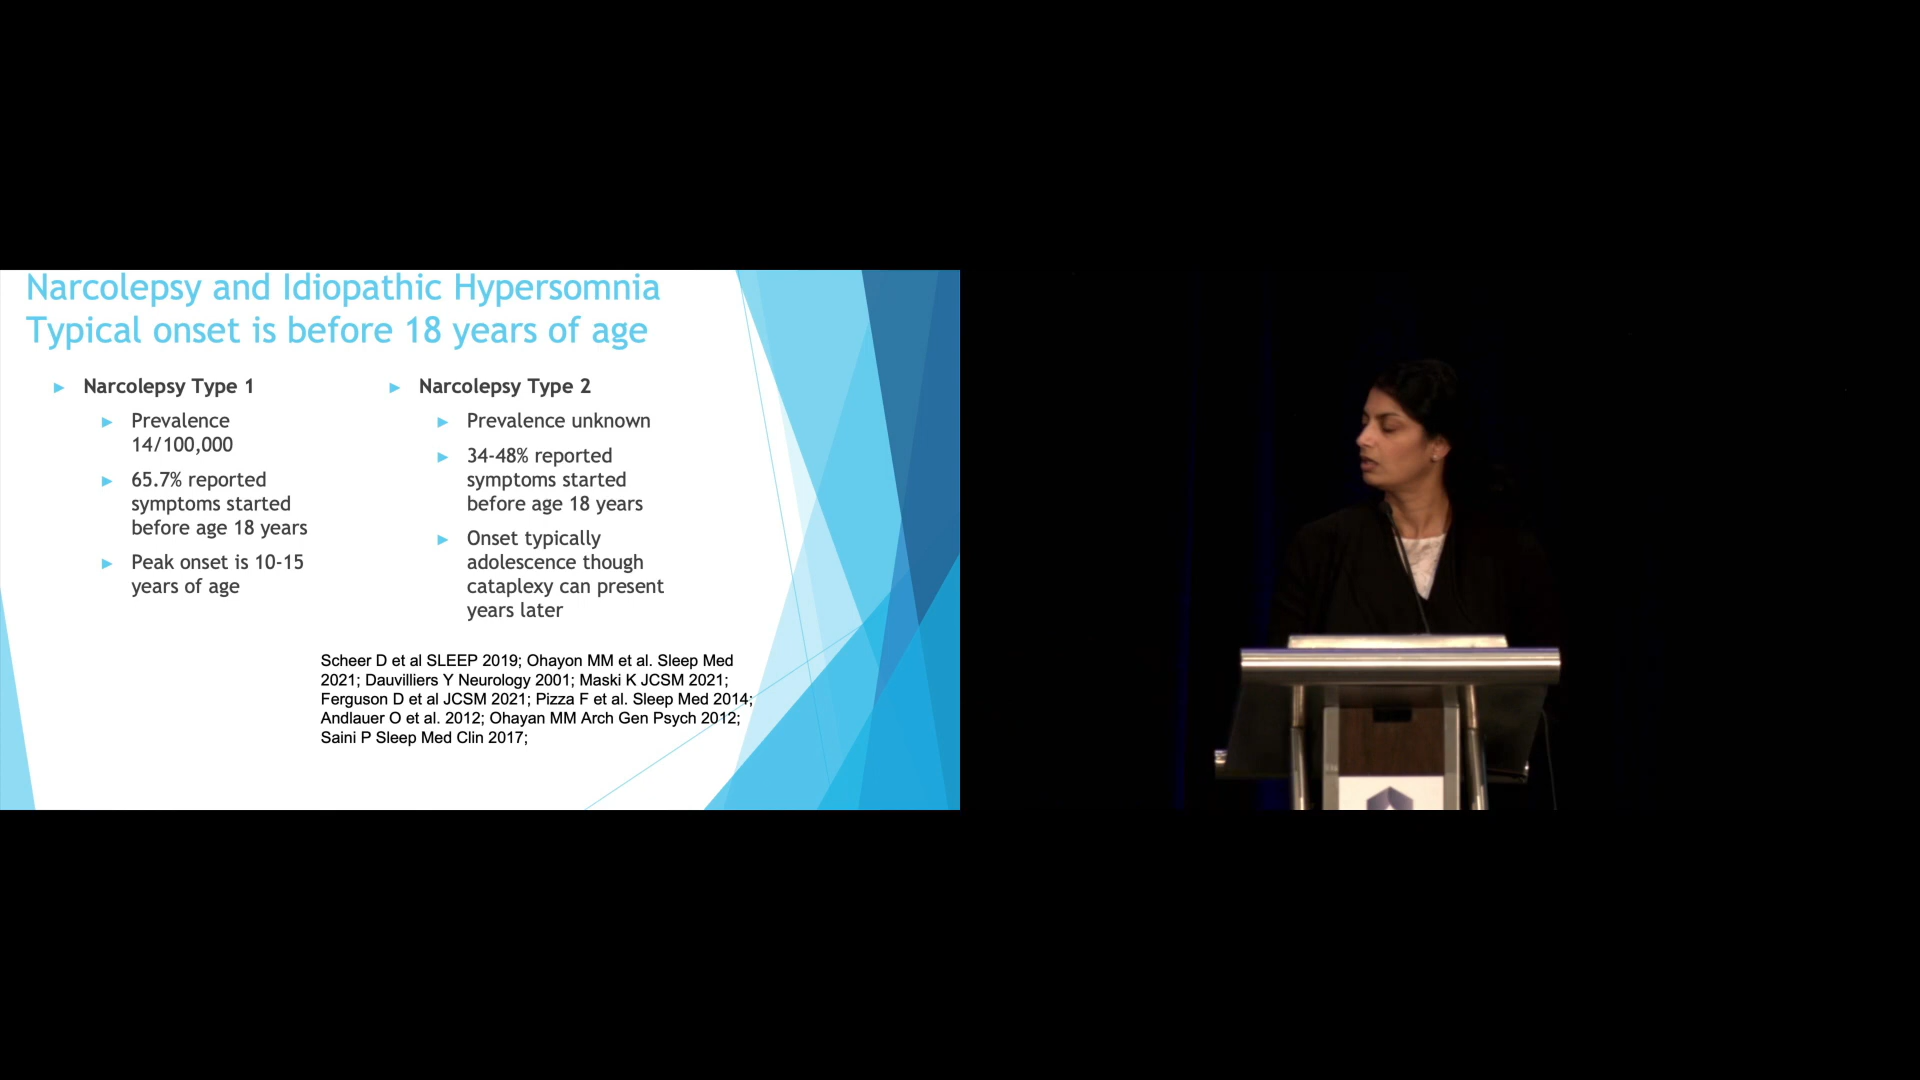 Narcolepsy and Idiopathic Hypersomnia
Typical onset is before 18 years of age
Narcolepsy Type 1
Prevalence
14/100,000
65.7% reported
symptoms started
before age 18 years
Peak onset is 10-15
years of age
Narcolepsy Type 2
Prevalence unknown
34-48% reported
symptoms started
before age 18 years
Onset typically
adolescence though
cataplexy can present
years later
Scheer D et al SLEEP 2019; Ohayon MM et al. Sleep Med
2021; Dauvilliers Y Neurology 2001; Maski K JCSM 2021;
Ferguson D et al JCSM 2021; Pizza F et al. Sleep Med 2014;
Andlauer O et al. 2012; Ohayan MM Arch Gen Psych 2012;
Saini P Sleep Med Clin 2017;